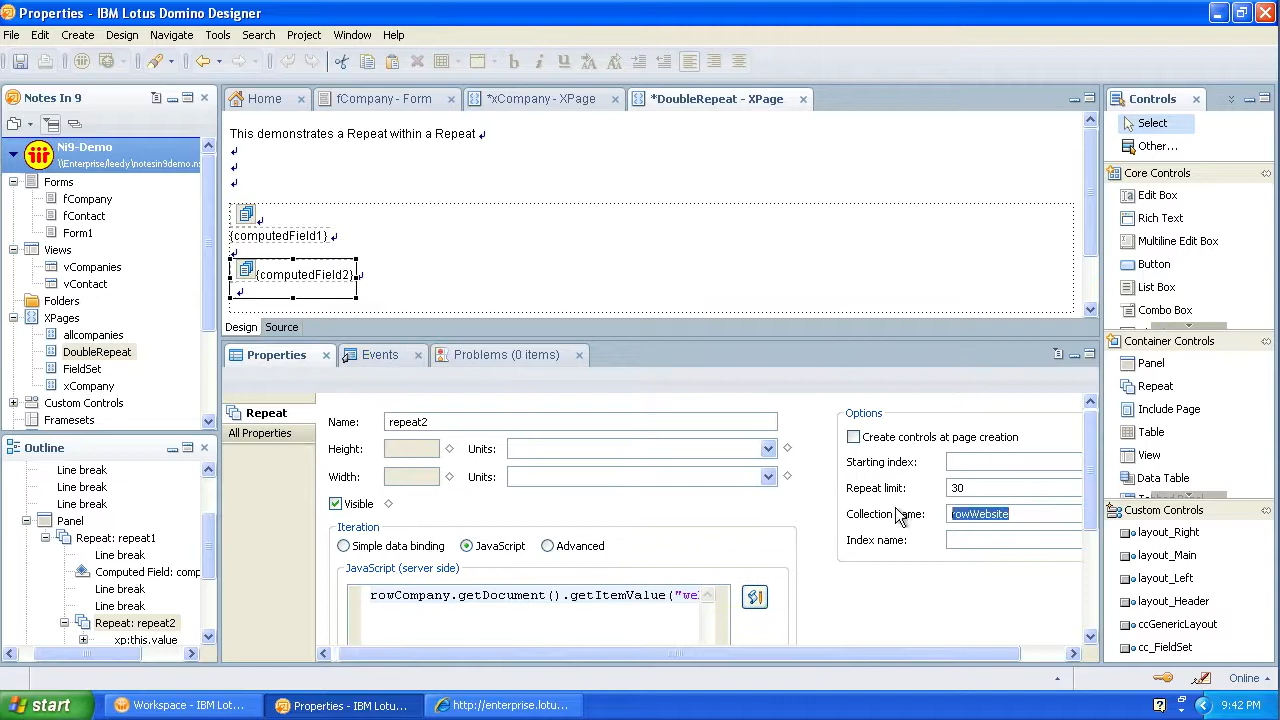 Properties - IBM Lotus Domino Designer
File Edit Create Design Navigate Tools Search Project Window Help
Notes In 9
Ni9-Demo
\\Enterprise/leedy\notesin9demo.ns
Forms
fCompany
fContact
Form1
Views
vCompanies
vContact
Folders
XPages
allcompanies
DoubleRepeat
FieldSet
xCompany
Custom Controls
Framesets
Outline
Line break
Line break
Line break
Panel
Repeat: repeat1
Line break
Computed Field: comp
Line break
Line break
Repeat: repeat2
xp:this.value
Home
fCompany - Form
*xCompany - XPage
*DoubleRepeat - XPage
This demonstrates a Repeat within a Repeat
{computedField1}
{computedField2}
Design Source
Properties
Events
Problems (0 items)
Repeat
All Properties
Name: repeat2
Height: Units:
Width: Units:
Visible
Iteration
Simple data binding JavaScript Advanced
JavaScript (server side)
rowCompany.getDocument().getItemValue("we
Options
Create controls at page creation
Starting index:
Repeat limit: 30
Collection name: rowWebsite
Index name:
Controls
Select
Other...
Core Controls
Edit Box
Rich Text
Multiline Edit Box
Button
List Box
Combo Box
Container Controls
Panel
Repeat
Include Page
Table
View
Data Table
Custom Controls
layout_Right
layout_Main
layout_Left
layout_Header
ccGenericLayout
cc_FieldSet
Online
start
Workspace - IBM Lot...
Properties - IBM Lotu...
http://enterprise.lotu...
9:42 PM